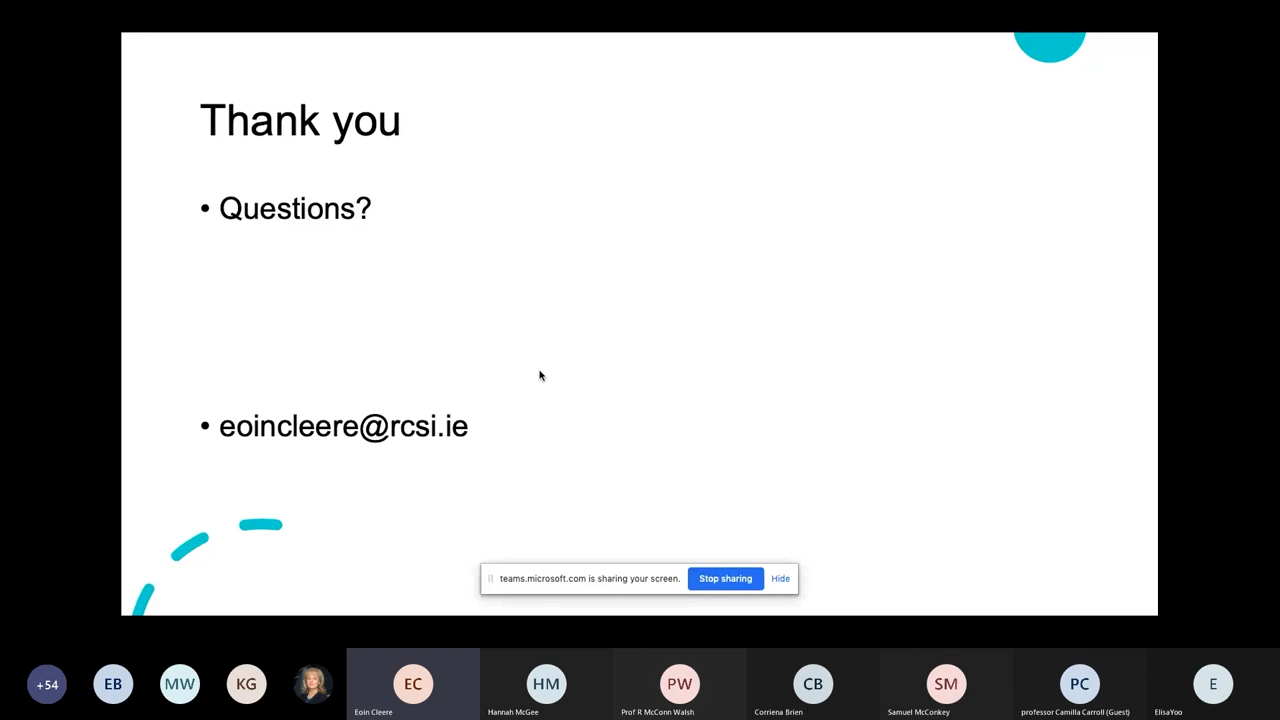 Thank you
• Questions?
• eoincleere@rcsi.ie
teams.microsoft.com is sharing your screen. Stop sharing Hide
+54 EB MW KG EC HM PW CB SM PC E
Eoin Cleere Hannah McGee Prof R McConn Walsh Corriena Brien Samuel McConkey professor Camilla Carroll (Guest) ElisaYoo